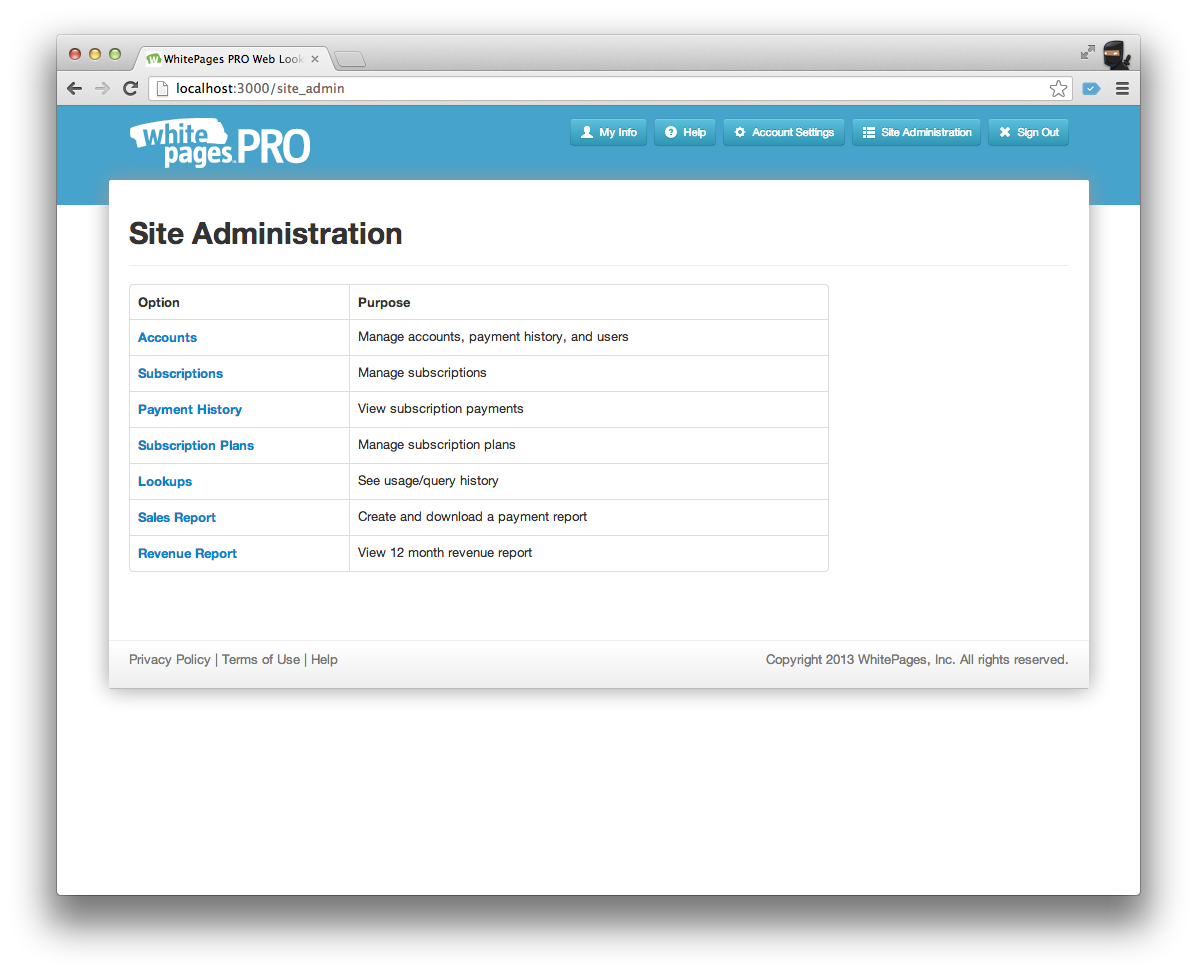 WhitePages PRO Web Look
localhost:3000/site_admin
white pages.PRO
My Info Help Account Settings Site Administration Sign Out
Site Administration
Option Purpose
Accounts Manage accounts, payment history, and users
Subscriptions Manage subscriptions
Payment History View subscription payments
Subscription Plans Manage subscription plans
Lookups See usage/query history
Sales Report Create and download a payment report
Revenue Report View 12 month revenue report
Privacy Policy | Terms of Use | Help Copyright 2013 WhitePages, Inc. All rights reserved.